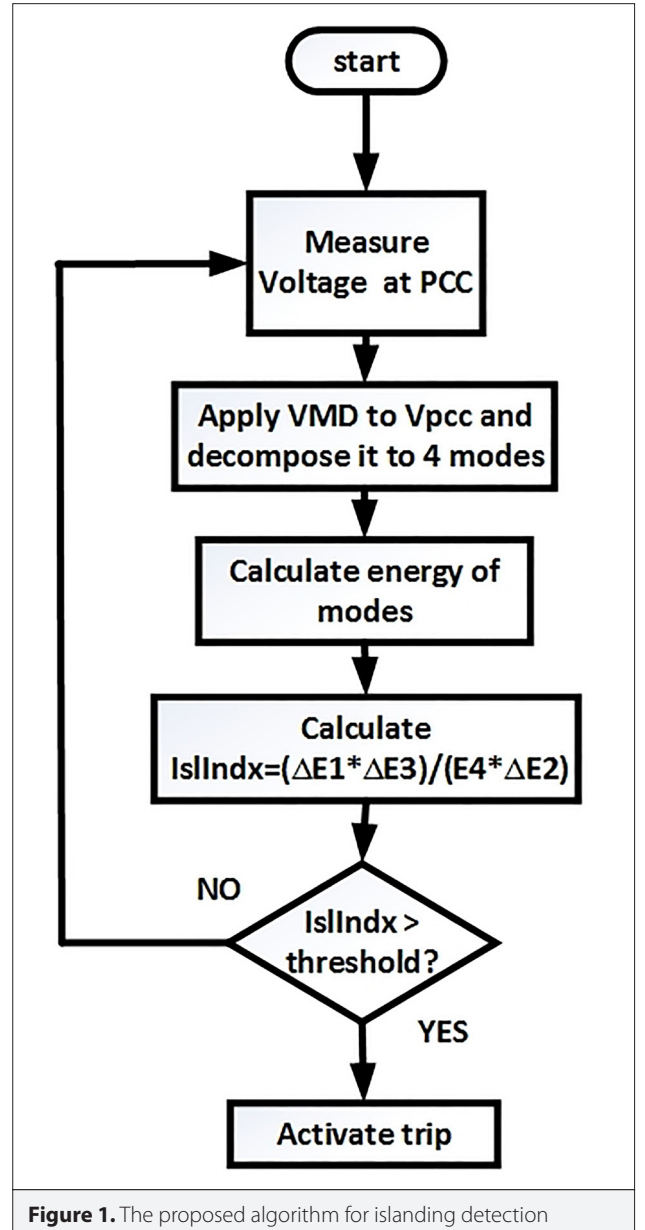 start
Measure
Voltage at PCC
Apply VMD to Vpcc and
decompose it to 4 modes
Calculate energy of
modes
Calculate
IslIndx=(∆E1*∆E3)/(E4*∆E2)
NO
IslIndx >
threshold?
YES
Activate trip
Figure 1. The proposed algorithm for islanding detection